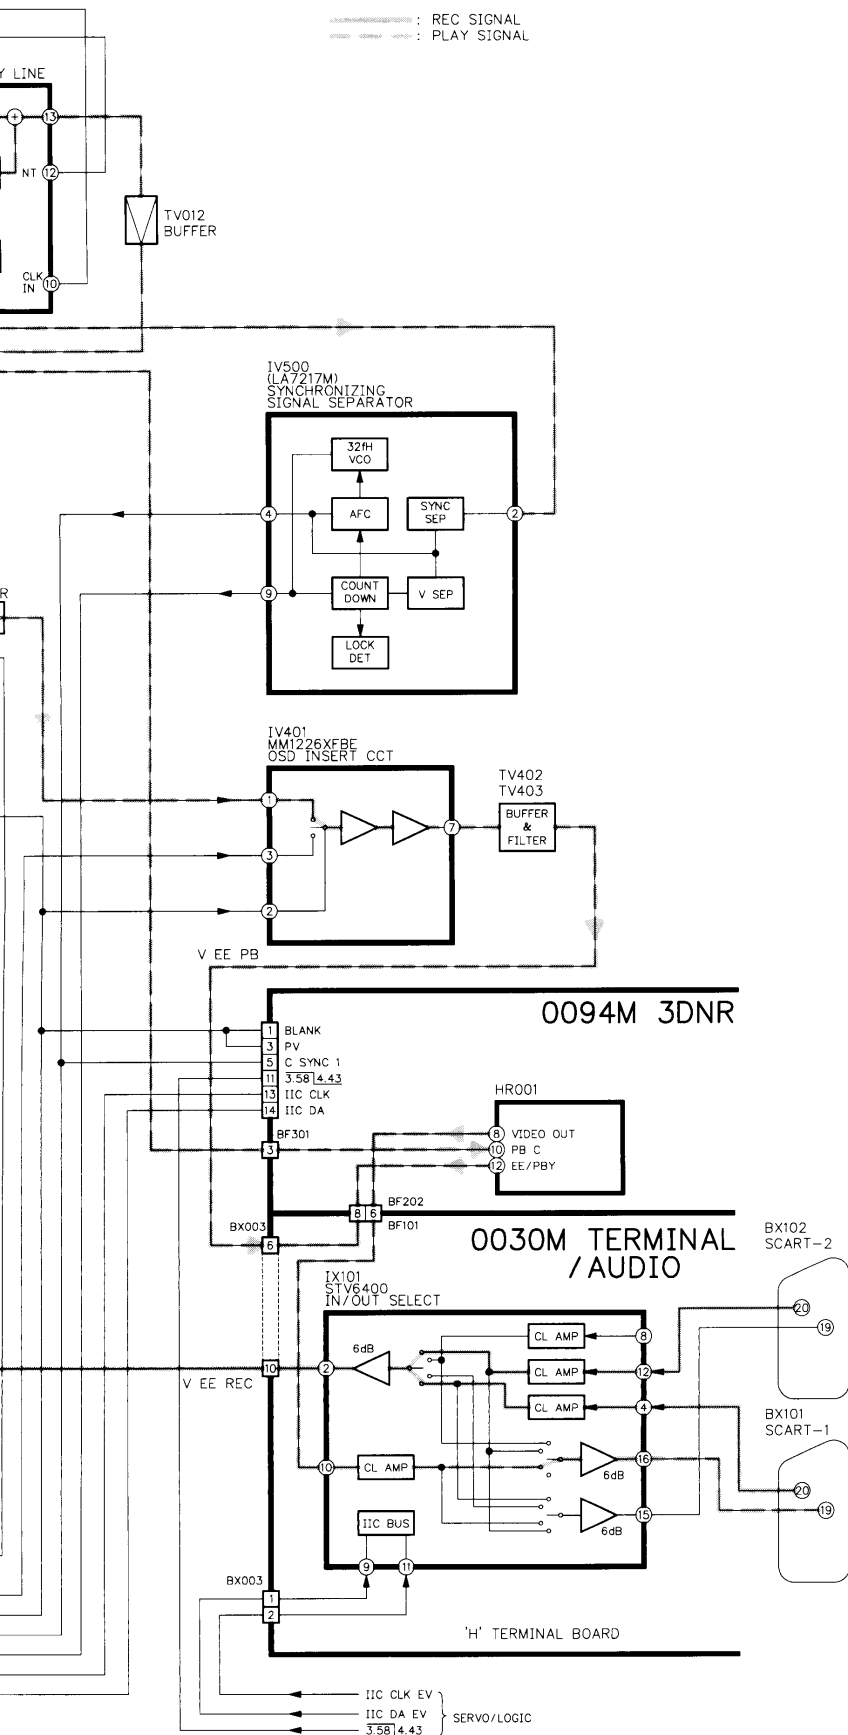 : REC SIGNAL
: PLAY SIGNAL
Y LINE
+
13
NT 12
TV012
BUFFER
CLK
IN 10
IV500
(LA7217M)
SYNCHRONIZING
SIGNAL SEPARATOR
32fH
VCO
4
AFC
SYNC
SEP
2
9
COUNT
DOWN
V SEP
R
LOCK
DET
IV401
MM1226XFBE
OSD INSERT CCT
TV402
TV403
1
BUFFER
&
FILTER
7
3
2
V EE PB
0094M 3DNR
1 BLANK
3 PV
5 C SYNC 1
11 3.58 4.43
13 IIC CLK
14 IIC DA
HR001
BF301
8 VIDEO OUT
3
10 PB C
12 EE/PBY
BF202
8 6
BF101
BX003
6
0030M TERMINAL
/AUDIO
BX102
SCART-2
IX101
STV6400
IN/OUT SELECT
20
19
CL AMP 8
6dB
10
2
CL AMP 12
V EE REC
CL AMP 4
BX101
SCART-1
10
CL AMP
16
6dB
20
19
IIC BUS
15
6dB
9
11
BX003
1
2
'H' TERMINAL BOARD
IIC CLK EV
IIC DA EV
SERVO/LOGIC
3.58 4.43